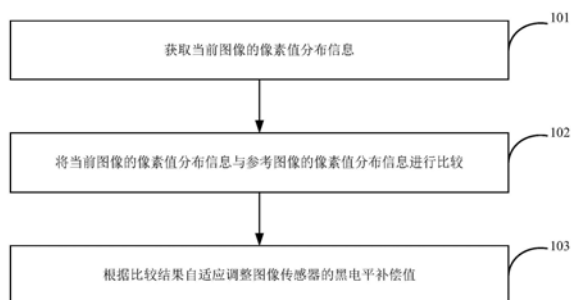 101
获取当前图像的像素值分布信息
102
将当前图像的像素值分布信息与参考图像的像素值分布信息进行比较
103
根据比较结果自适应调整图像传感器的黑电平补偿值